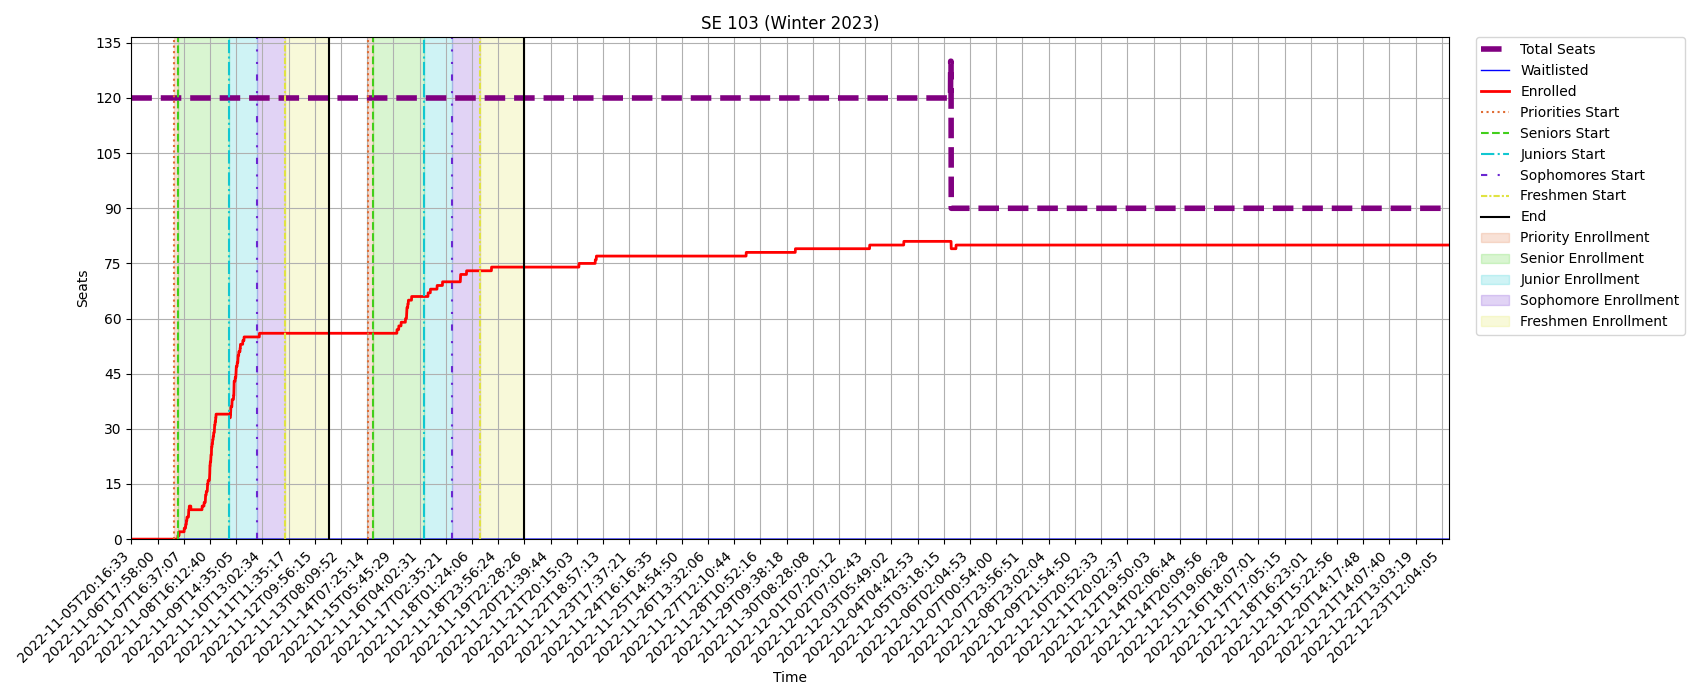 SE 103 (Winter 2023)
135
120
105
90
75
60
45
30
15
0
Seats
2022-11-05T20:16:33
2022-11-06T17:58:00
2022-11-07T16:37:07
2022-11-08T16:12:40
2022-11-09T14:35:05
2022-11-10T13:02:34
2022-11-11T11:35:17
2022-11-12T09:56:15
2022-11-13T08:09:52
2022-11-14T07:25:14
2022-11-15T05:45:29
2022-11-16T04:02:31
2022-11-17T02:35:21
2022-11-18T01:24:06
2022-11-18T23:56:24
2022-11-19T22:28:26
2022-11-20T21:39:44
2022-11-21T20:15:03
2022-11-22T18:57:13
2022-11-23T17:37:21
2022-11-24T16:16:35
2022-11-25T14:54:50
2022-11-26T13:32:06
2022-11-27T12:10:44
2022-11-28T10:52:16
2022-11-29T09:38:18
2022-11-30T08:28:08
2022-12-01T07:20:12
2022-12-02T07:02:43
2022-12-03T05:49:02
2022-12-04T04:42:53
2022-12-05T03:18:15
2022-12-06T02:04:53
2022-12-07T00:54:00
2022-12-07T23:56:51
2022-12-08T23:02:04
2022-12-09T21:54:50
2022-12-10T20:52:33
2022-12-11T20:02:37
2022-12-12T19:50:03
2022-12-14T02:06:44
2022-12-14T20:09:56
2022-12-15T19:06:28
2022-12-16T18:07:01
2022-12-17T17:05:15
2022-12-18T16:23:01
2022-12-19T15:22:56
2022-12-20T14:17:48
2022-12-21T14:07:40
2022-12-22T13:03:19
2022-12-23T12:04:05
Time
Total Seats
Waitlisted
Enrolled
Priorities Start
Seniors Start
Juniors Start
Sophomores Start
Freshmen Start
End
Priority Enrollment
Senior Enrollment
Junior Enrollment
Sophomore Enrollment
Freshmen Enrollment